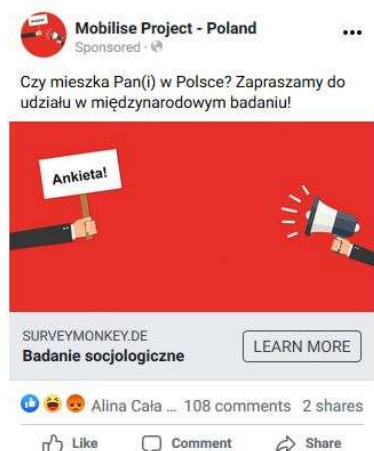 Mobilise Project - Poland
Sponsored ·
Czy mieszka Pan(i) w Polsce? Zapraszamy do
udziału w międzynarodowym badaniu!
Ankieta!
SURVEYMONKEY.DE
Badanie socjologiczne
LEARN MORE
Alina Cała ... 108 comments 2 shares
Like Comment Share